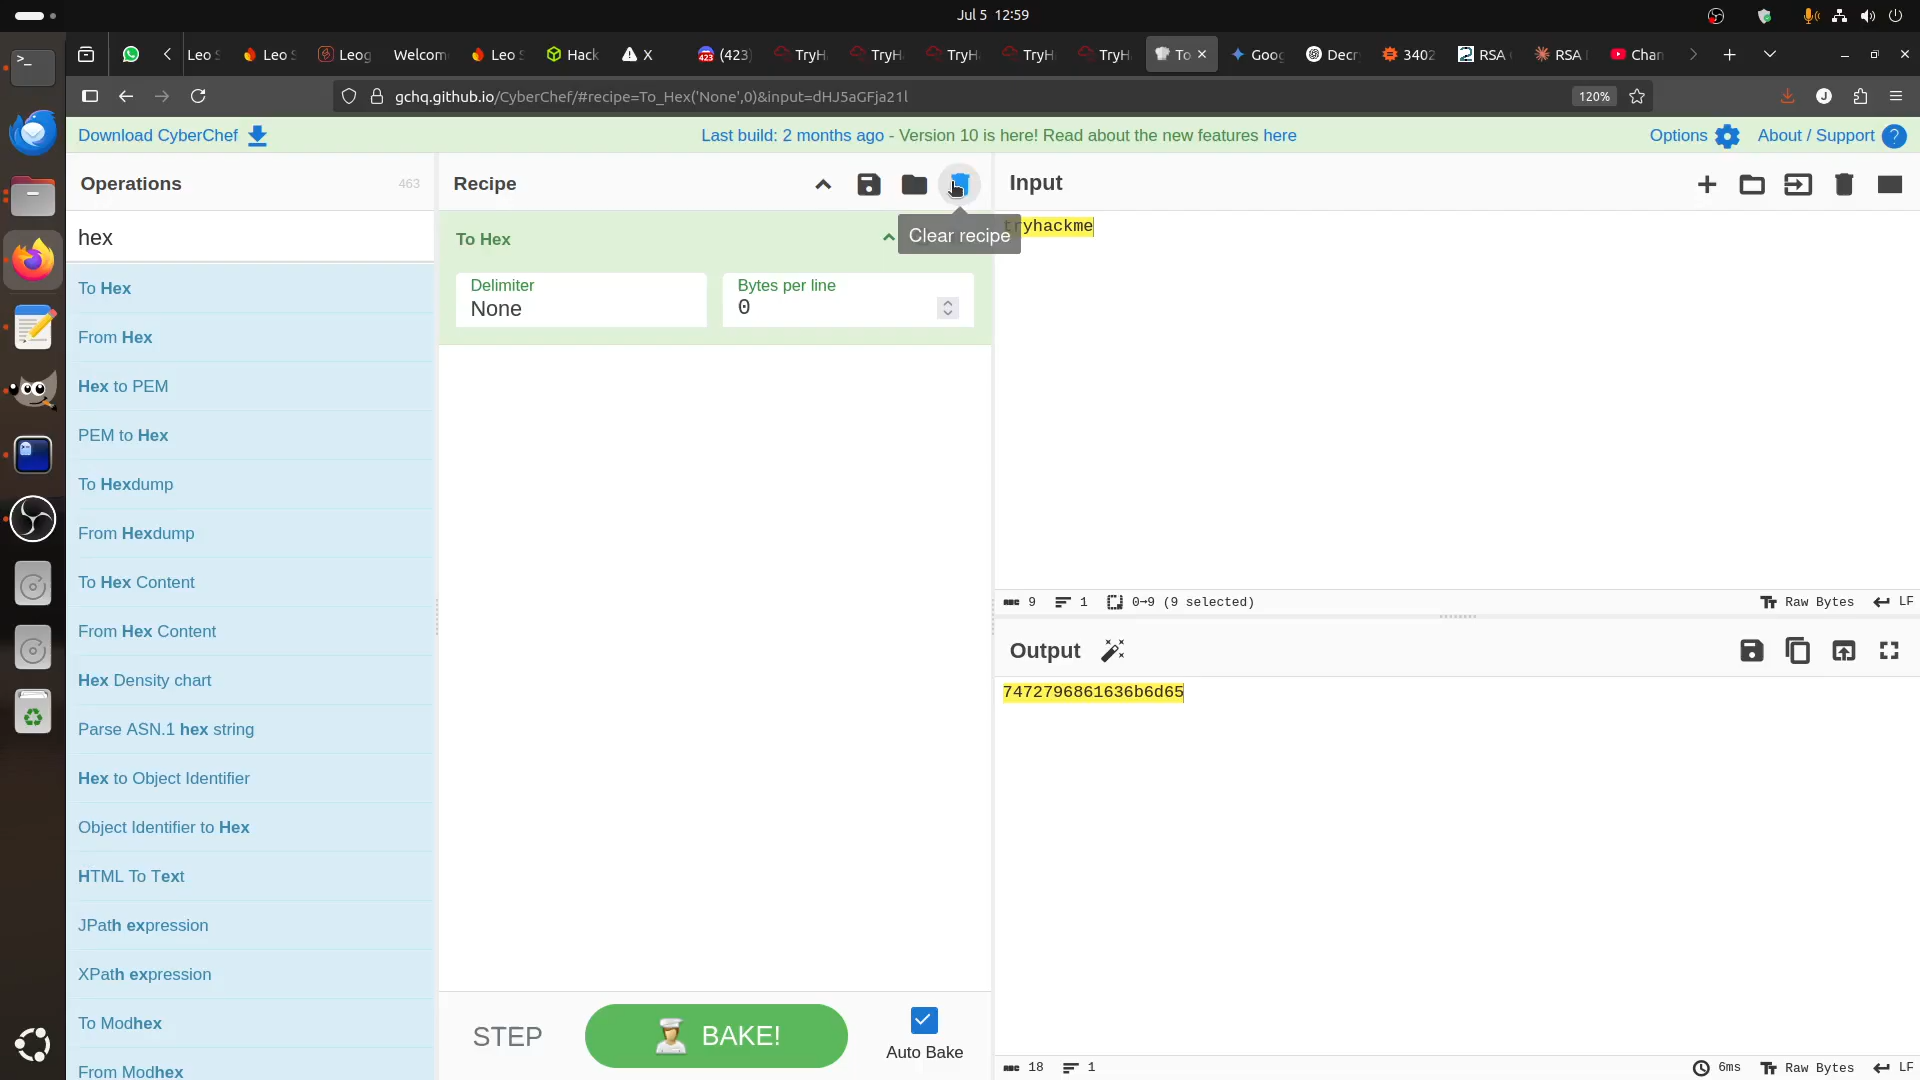 Jul 5 12:59
Leo S
Leo S
Leog
Welcom
Leo S
Hack
X
(423)
TryH
TryH
TryH
TryH
TryH
To
Goog
Decr
3402
RSA
RSA
Chan
gchq.github.io/CyberChef/#recipe=To_Hex('None',0)&input=dHJ5aGFja21l
120%
Download CyberChef
Last build: 2 months ago - Version 10 is here! Read about the new features here
Options
About / Support
Operations
463
Recipe
Input
hex
To Hex
From Hex
Hex to PEM
PEM to Hex
To Hexdump
From Hexdump
To Hex Content
From Hex Content
Hex Density chart
Parse ASN.1 hex string
Hex to Object Identifier
Object Identifier to Hex
HTML To Text
JPath expression
XPath expression
To Modhex
From Modhex
To Hex
Clear recipe
Delimiter
None
Bytes per line
0
STEP
BAKE!
Auto Bake
tryhackme
9
1
0→9 (9 selected)
Raw Bytes
LF
Output
7472796861636b6d65
18
1
6ms
Raw Bytes
LF